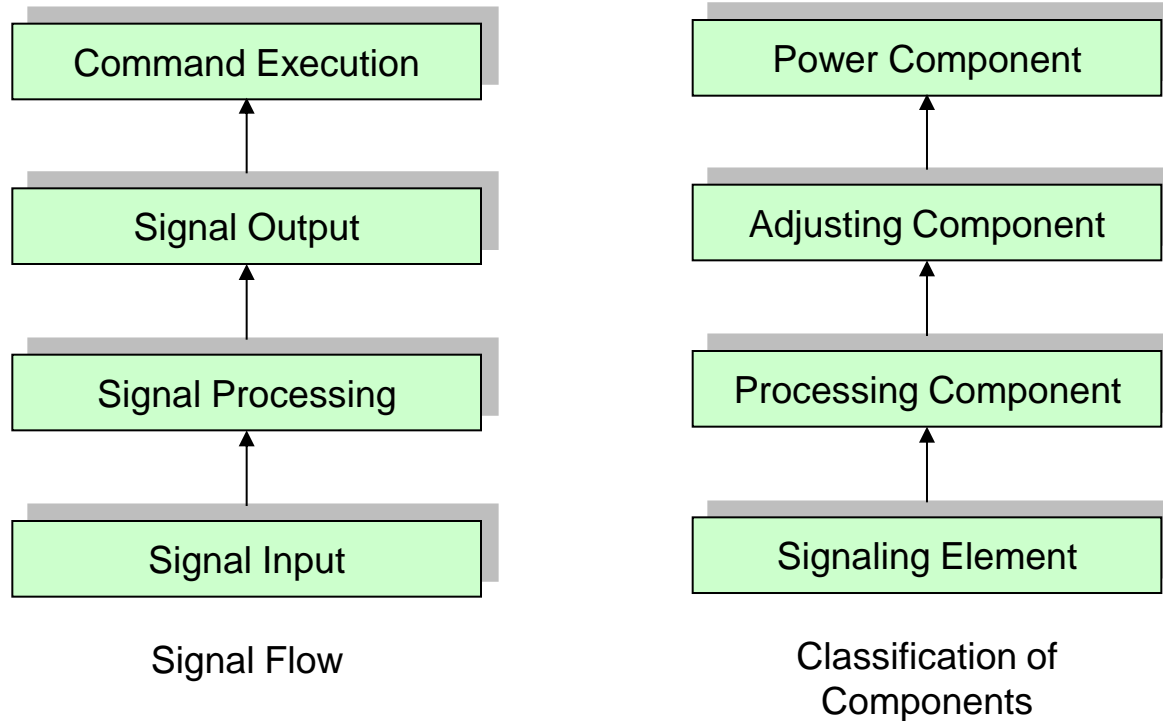 Command Execution
Signal Output
Signal Processing
Signal Input
Signal Flow
Power Component
Adjusting Component
Processing Component
Signaling Element
Classification of
Components